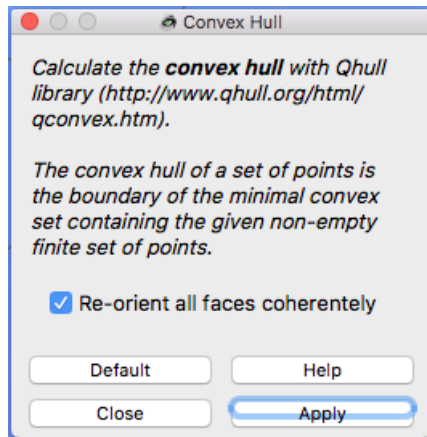 Convex Hull
Calculate the convex hull with Qhull
library (http://www.qhull.org/html/
qconvex.htm).
The convex hull of a set of points is
the boundary of the minimal convex
set containing the given non-empty
finite set of points.
Re-orient all faces coherentely
Default Help
Close Apply